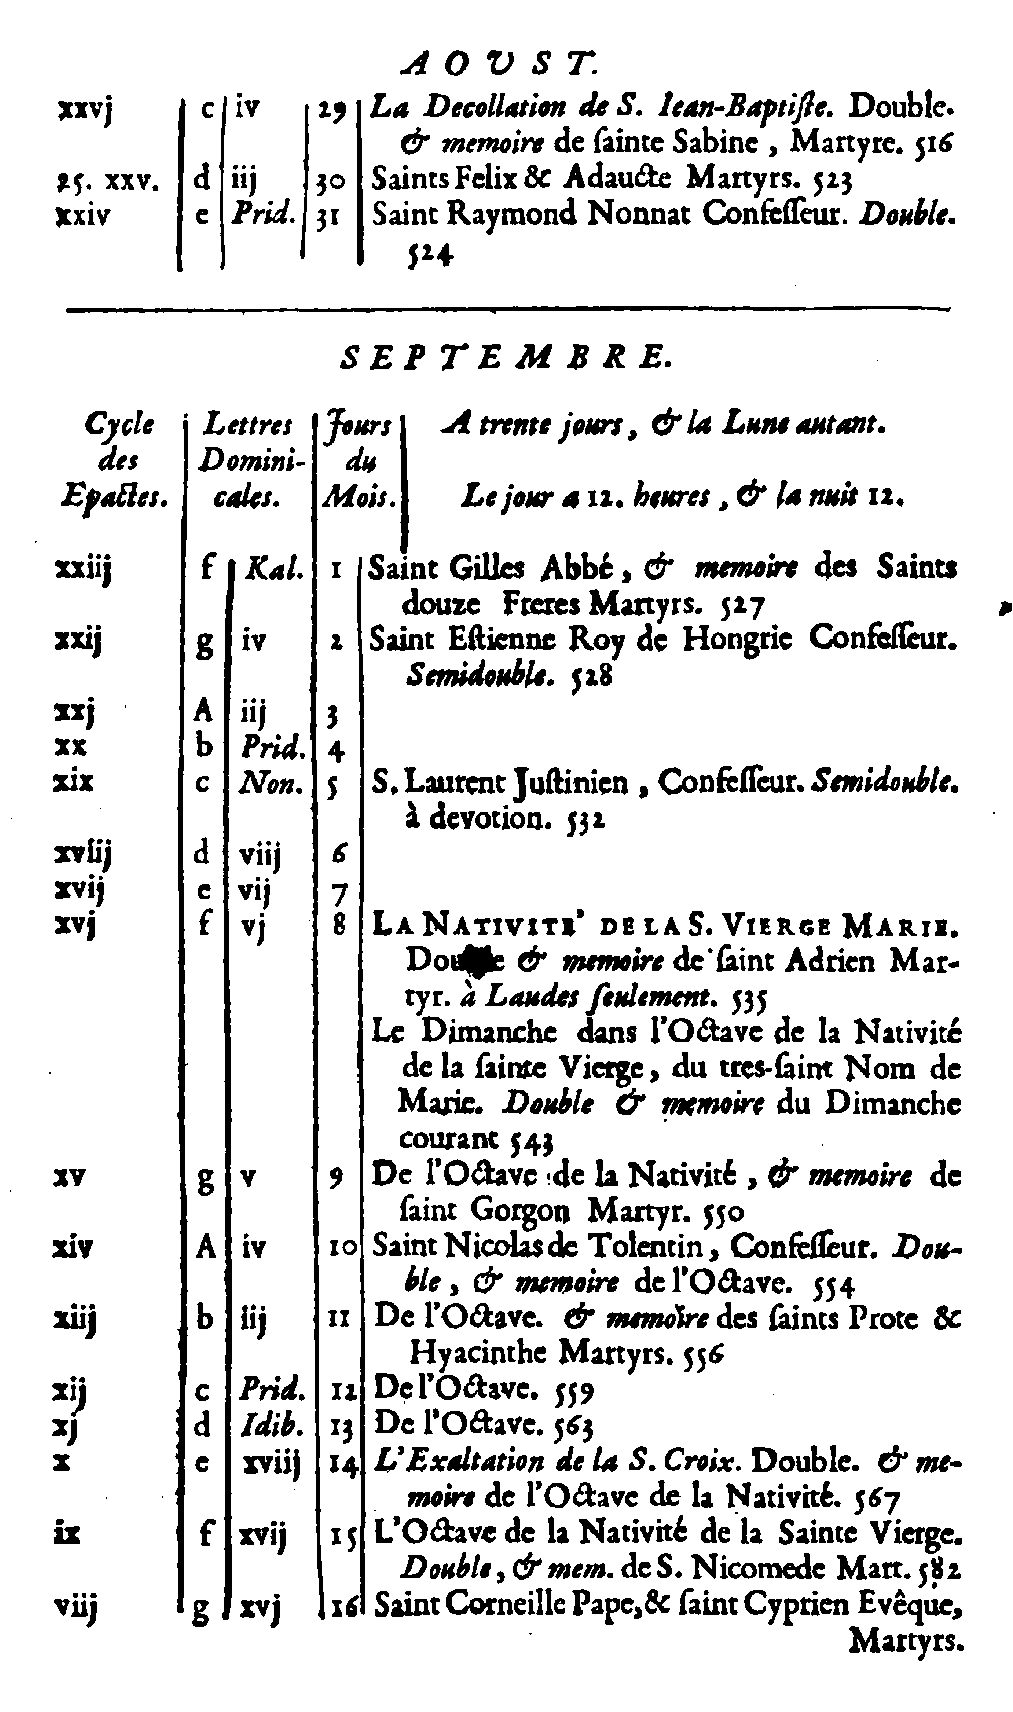 AOVST.
xxvj c iv 29 La Decollation de S. Iean-Baptiſte. Double.
& memoire de ſainte Sabine, Martyre. 516
25. xxv. d iij 30 Saints Felix & Adaucte Martyrs. 523
xxiv e Prid. 31 Saint Raymond Nonnat Confeſſeur. Double.
524
SEPTEMBRE.
Cycle Lettres Jours A trente jours, & la Lune autant.
des Domini- du
Epactes. cales. Mois. Le jour a 12. heures, & la nuit 12.
xxiij f Kal. 1 Saint Gilles Abbé, & memoire des Saints
douze Freres Martyrs. 527
xxij g iv 2 Saint Eſtienne Roy de Hongrie Confeſſeur.
Semidouble. 528
xxj A iij 3
xx b Prid. 4
xix c Non. 5 S. Laurent Juſtinien, Confeſſeur. Semidouble.
à devotion. 532
xviij d viij 6
xvij e vij 7
xvj f vj 8 LA NATIVITE' DE LA S. VIERGE MARIE.
Double & memoire de ſaint Adrien Mar-
tyr. à Laudes ſeulement. 535
Le Dimanche dans l'Octave de la Nativité
de la ſainte Vierge, du tres-ſaint Nom de
Marie. Double & memoire du Dimanche
courant 543
xv g v 9 De l'Octave de la Nativité, & memoire de
ſaint Gorgon Martyr. 550
xiv A iv 10 Saint Nicolas de Tolentin, Confeſſeur. Dou-
ble, & memoire de l'Octave. 554
xiij b iij 11 De l'Octave. & memoire des ſaints Prote &
Hyacinthe Martyrs. 556
xij c Prid. 12 De l'Octave. 559
xj d Idib. 13 De l'Octave. 563
x e xviij 14 L'Exaltation de la S. Croix. Double. & me-
moire de l'Octave de la Nativité. 567
ix f xvij 15 L'Octave de la Nativité de la Sainte Vierge.
Double, & mem. de S. Nicomede Mart. 582
viij g xvj 16 Saint Corneille Pape, & ſaint Cyprien Evêque,
Martyrs.